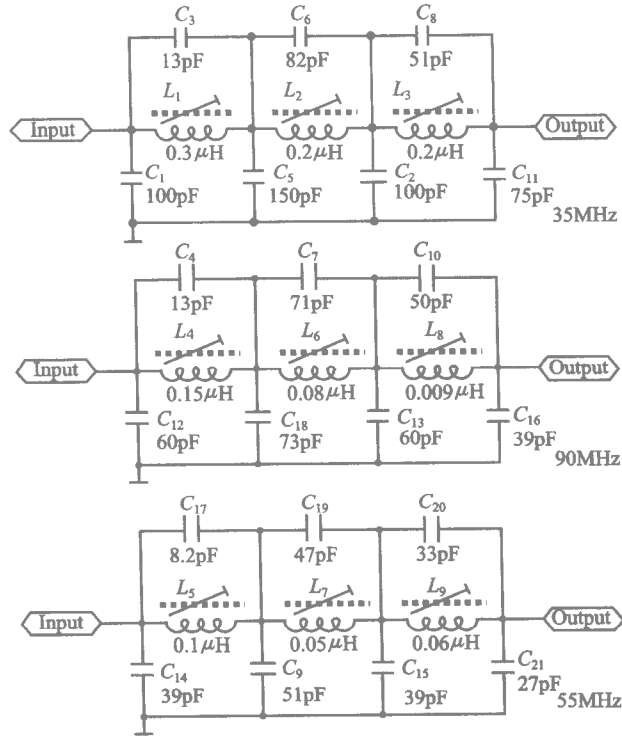 C3 C6 C8
13pF 82pF 51pF
L1 L2 L3
Input Output
0.3μH 0.2μH 0.2μH
C1 C5 C2 C11
100pF 150pF 100pF 75pF
35MHz
C4 C7 C10
13pF 71pF 50pF
L4 L6 L8
Input Output
0.15μH 0.08μH 0.009μH
C12 C18 C13 C16
60pF 73pF 60pF 39pF
90MHz
C17 C19 C20
8.2pF 47pF 33pF
L5 L7 L9
Input Output
0.1μH 0.05μH 0.06μH
C14 C9 C15 C21
39pF 51pF 39pF 27pF
55MHz